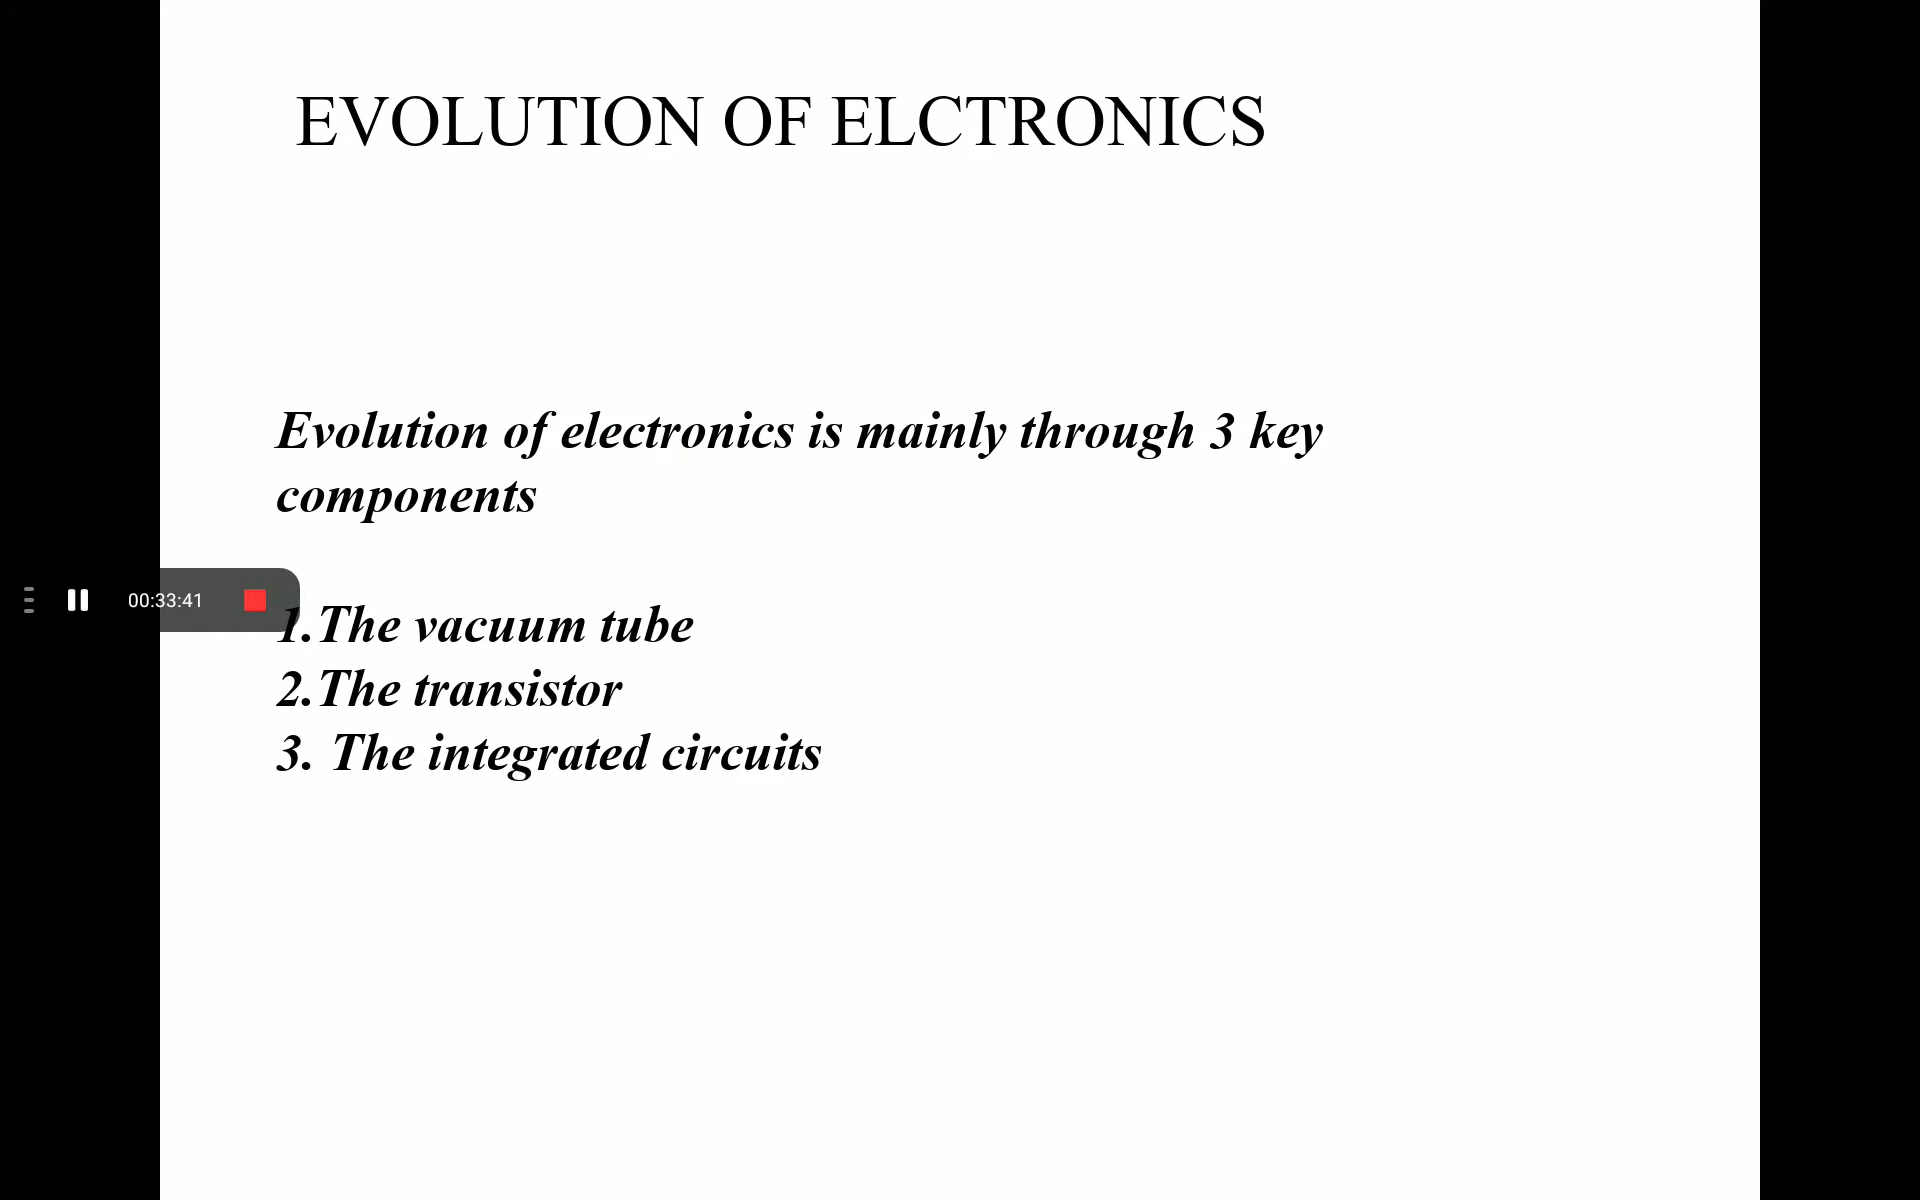 EVOLUTION OF ELCTRONICS
Evolution of electronics is mainly through 3 key
components
00:33:41
1.The vacuum tube
2.The transistor
3. The integrated circuits